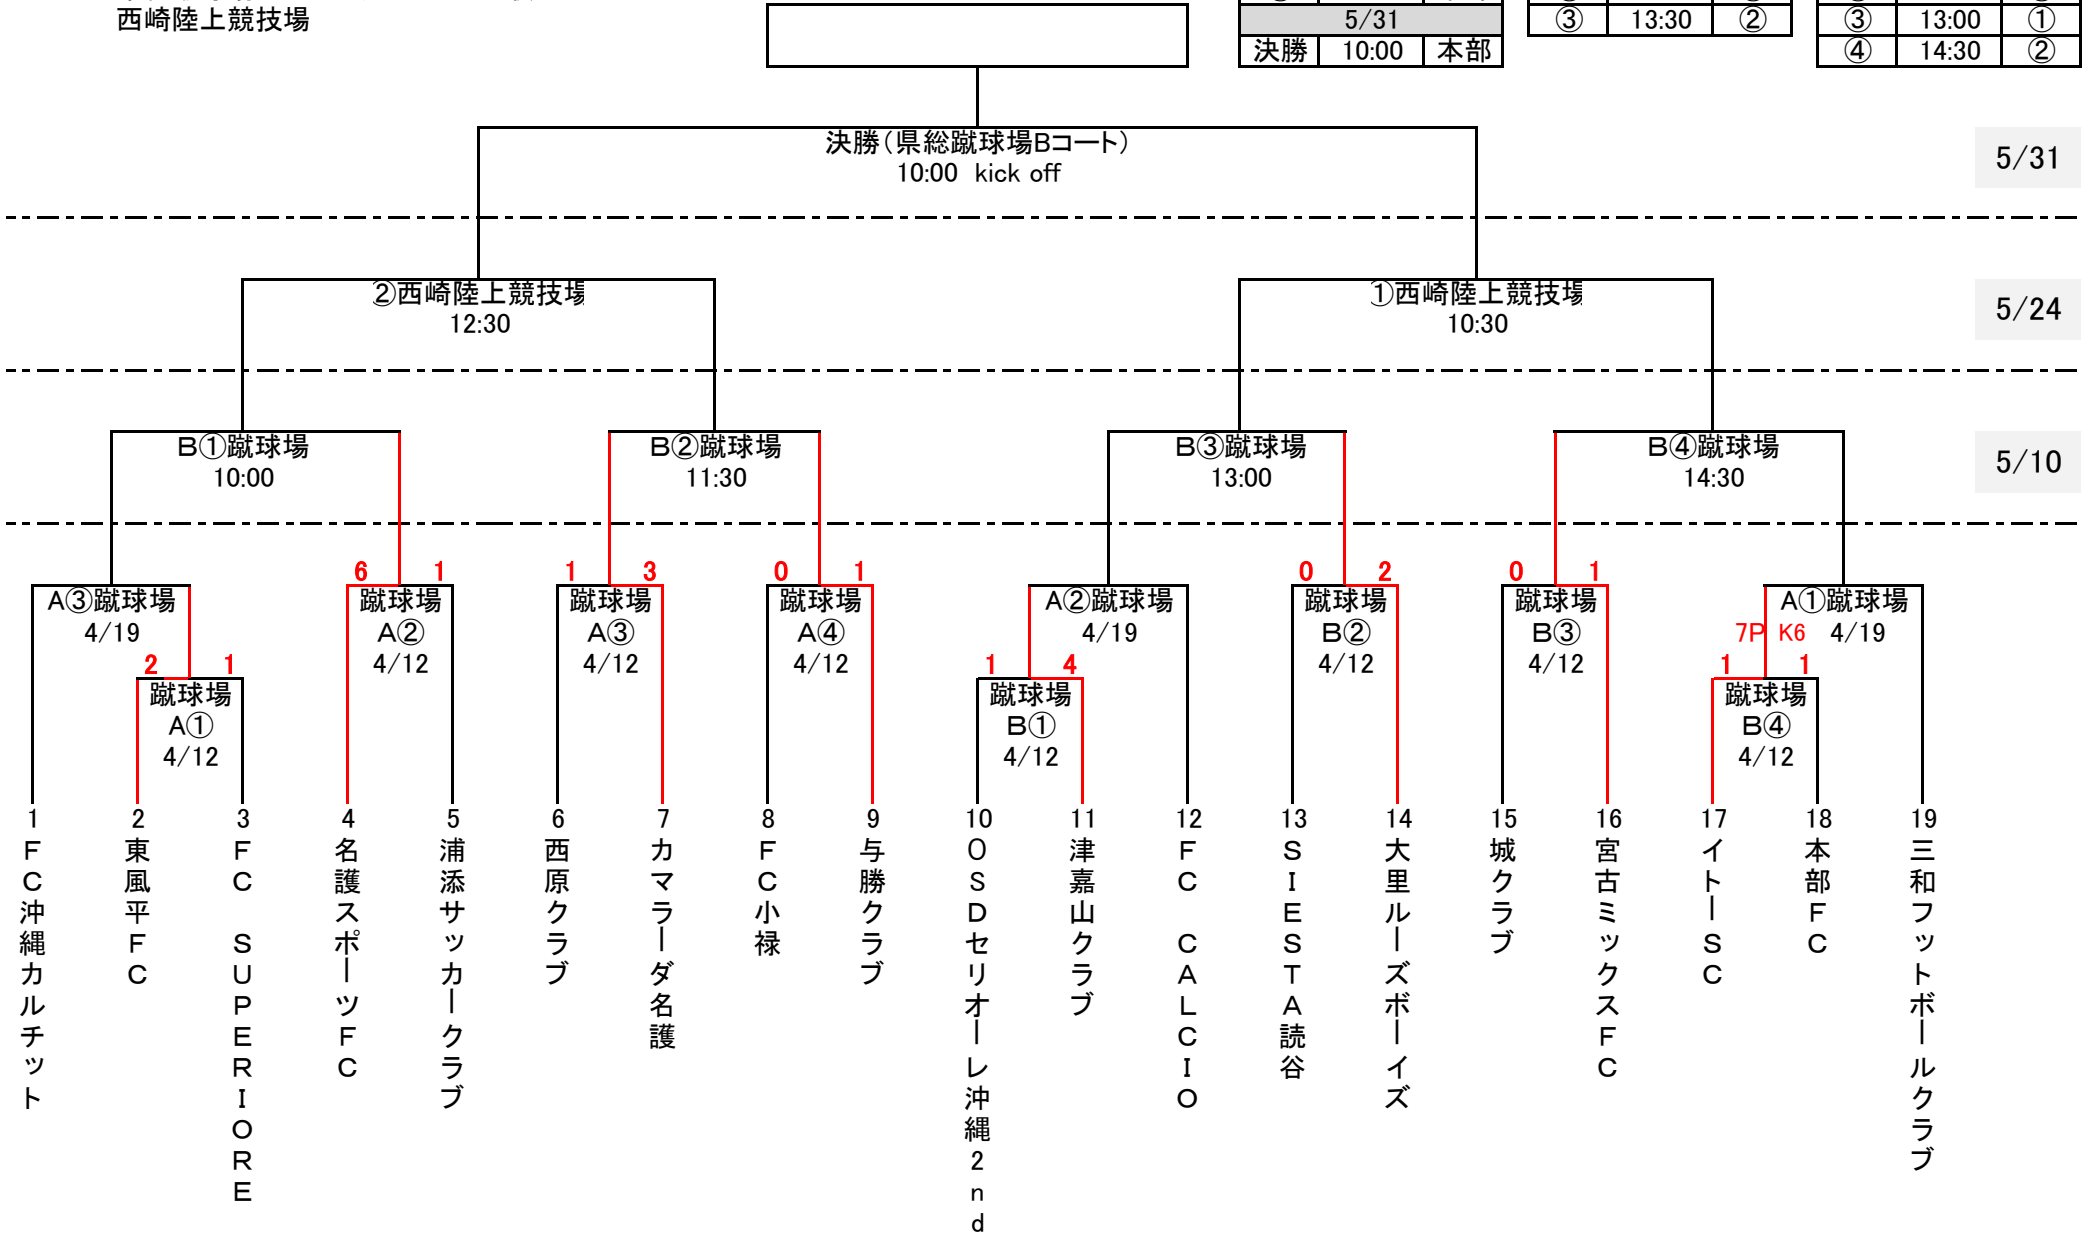 西崎陸上競技場
5/31
決勝 10:00 本部
③ 13:30 ②
③ 13:00 ①
④ 14:30 ②
決勝(県総蹴球場Bコート)
10:00 kick off
5/31
②西崎陸上競技場
12:30
①西崎陸上競技場
10:30
5/24
B①蹴球場
10:00
B②蹴球場
11:30
B③蹴球場
13:00
B④蹴球場
14:30
5/10
6 1
1 3
0 1
0 2
0 1
A③蹴球場
4/19
蹴球場
A②
4/12
蹴球場
A③
4/12
蹴球場
A④
4/12
A②蹴球場
4/19
蹴球場
B②
4/12
蹴球場
B③
4/12
A①蹴球場
4/19
7P K6
2 1
蹴球場
A①
4/12
1 4
蹴球場
B①
4/12
1 1
蹴球場
B④
4/12
1
FC沖縄カルチット
2
東風平FC
3
FC SUPERIORE
4
名護スポーツFC
5
浦添サッカークラブ
6
西原クラブ
7
カマラーダ名護
8
FC小禄
9
与勝クラブ
10
OSDセリオーレ沖縄2nd
11
津嘉山クラブ
12
FC CALCIO
13
SIESTA読谷
14
大里ルーズボーイズ
15
城クラブ
16
宮古ミックスFC
17
イトーSC
18
本部FC
19
三和フットボールクラブ